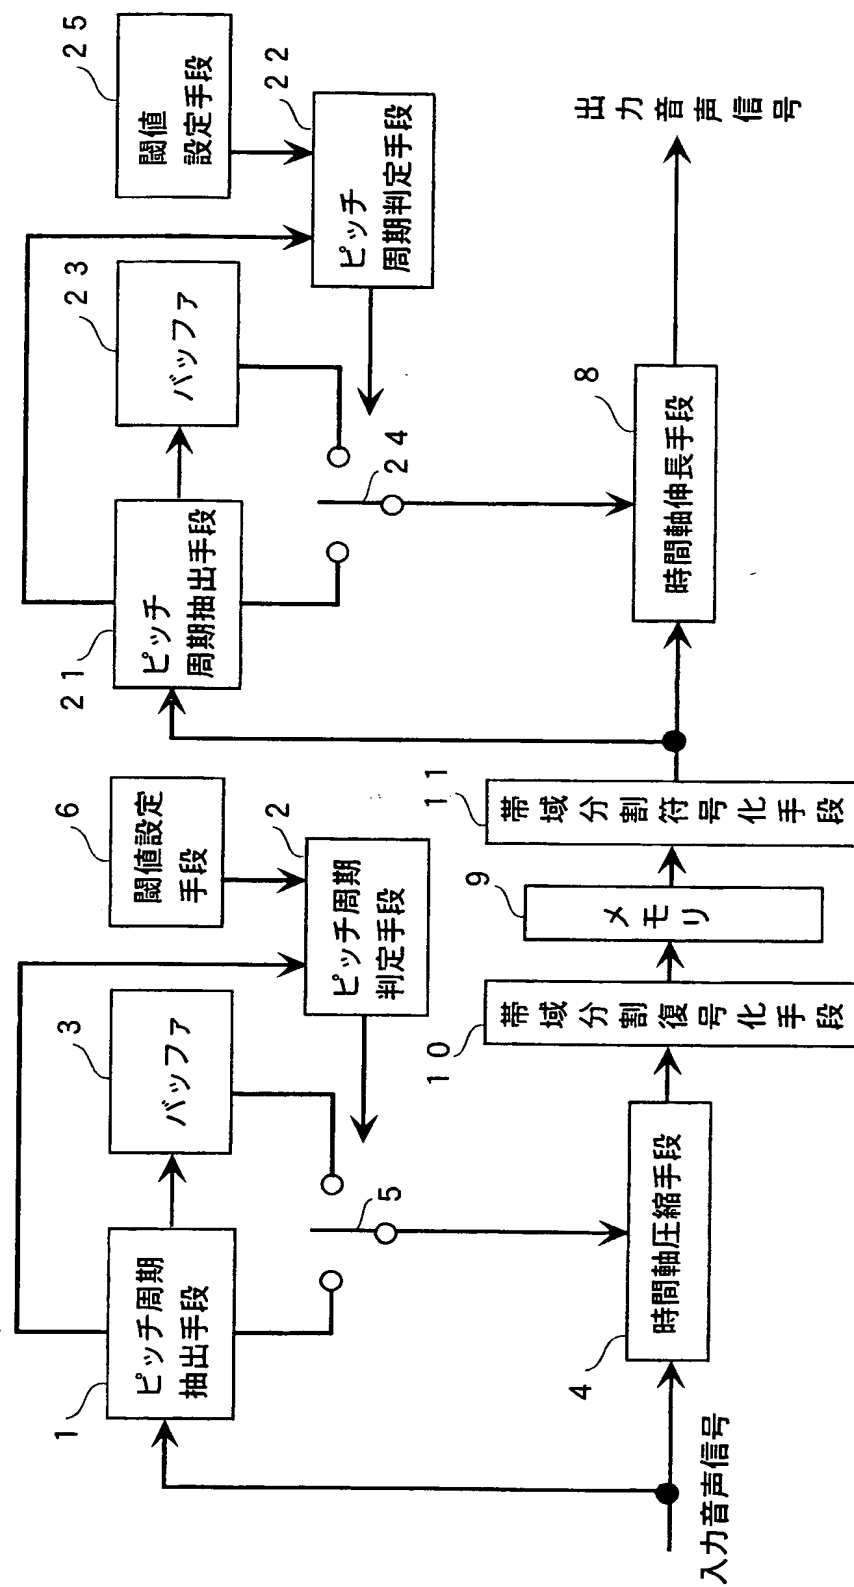 入力音声信号
1
ピッチ周期
抽出手段
3
バッファ
6
閾値設定
手段
2
ピッチ周期
判定手段
5
4
時間軸圧縮手段
10
帯域分割復号化手段
9
メモリ
11
帯域分割符号化手段
21
ピッチ
周期抽出手段
23
バッファ
25
閾値
設定手段
22
ピッチ
周期判定手段
24
8
時間軸伸長手段
出力音声信号